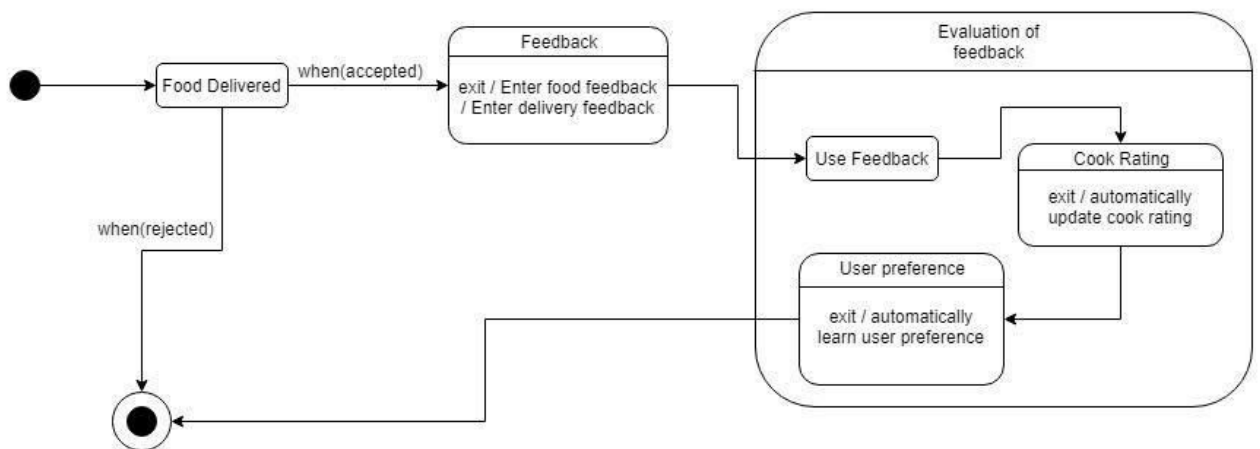 Food Delivered
when(accepted)
when(rejected)
Feedback
exit / Enter food feedback
/ Enter delivery feedback
Evaluation of
feedback
Use Feedback
Cook Rating
exit / automatically
update cook rating
User preference
exit / automatically
learn user preference